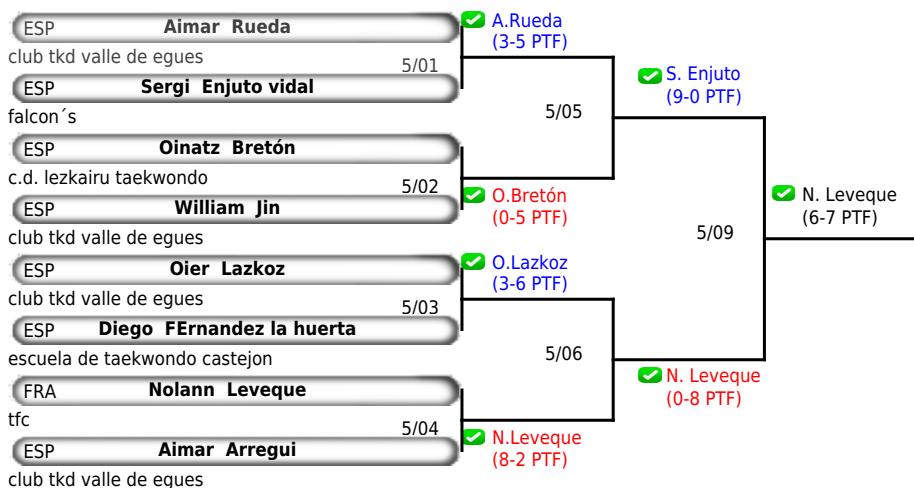 ESP Aimar Rueda
club tkd valle de egues
5/01
ESP Sergi Enjuto vidal
falcon´s
ESP Oinatz Bretón
c.d. lezkairu taekwondo
5/02
ESP William Jin
club tkd valle de egues
ESP Oier Lazkoz
club tkd valle de egues
5/03
ESP Diego FErnandez la huerta
escuela de taekwondo castejon
FRA Nolann Leveque
tfc
5/04
ESP Aimar Arregui
club tkd valle de egues
A.Rueda
(3-5 PTF)
5/05
O.Bretón
(0-5 PTF)
O.Lazkoz
(3-6 PTF)
5/06
N.Leveque
(8-2 PTF)
S. Enjuto
(9-0 PTF)
5/09
N. Leveque
(0-8 PTF)
N. Leveque
(6-7 PTF)